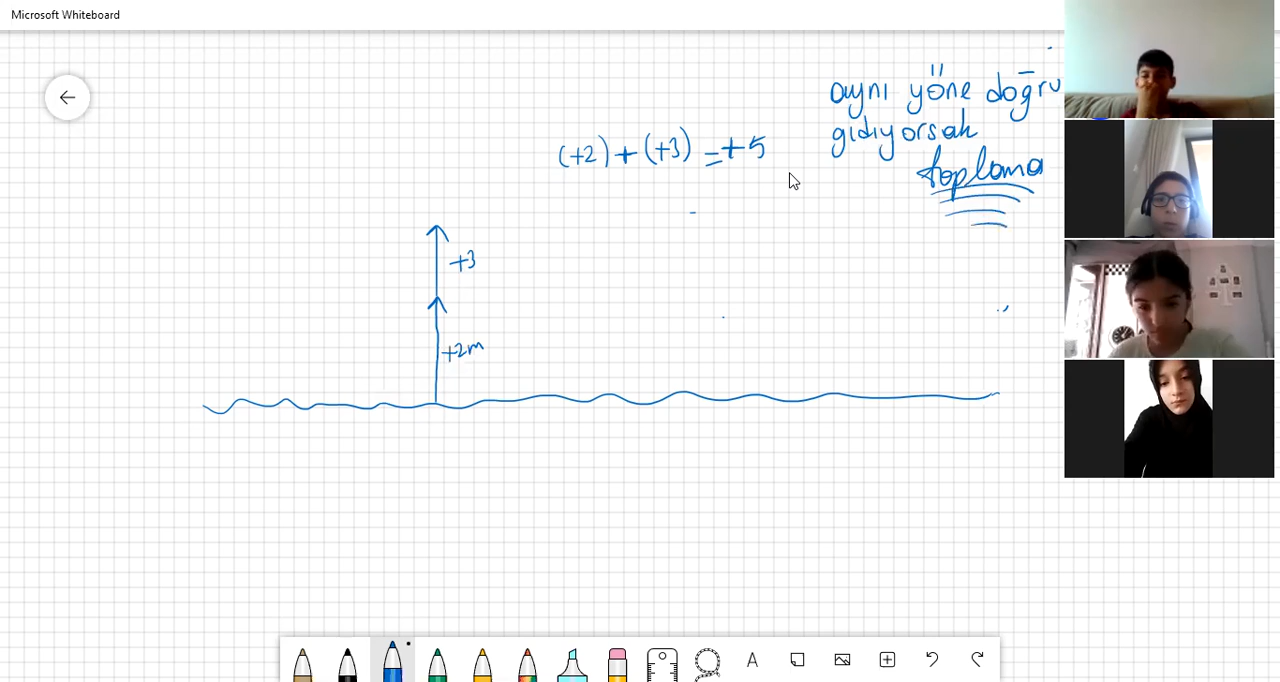 Microsoft Whiteboard
aynı yöne doğru
gidiyorsak
toplama
(+2)+(+3)=+5
+3
+2m
A